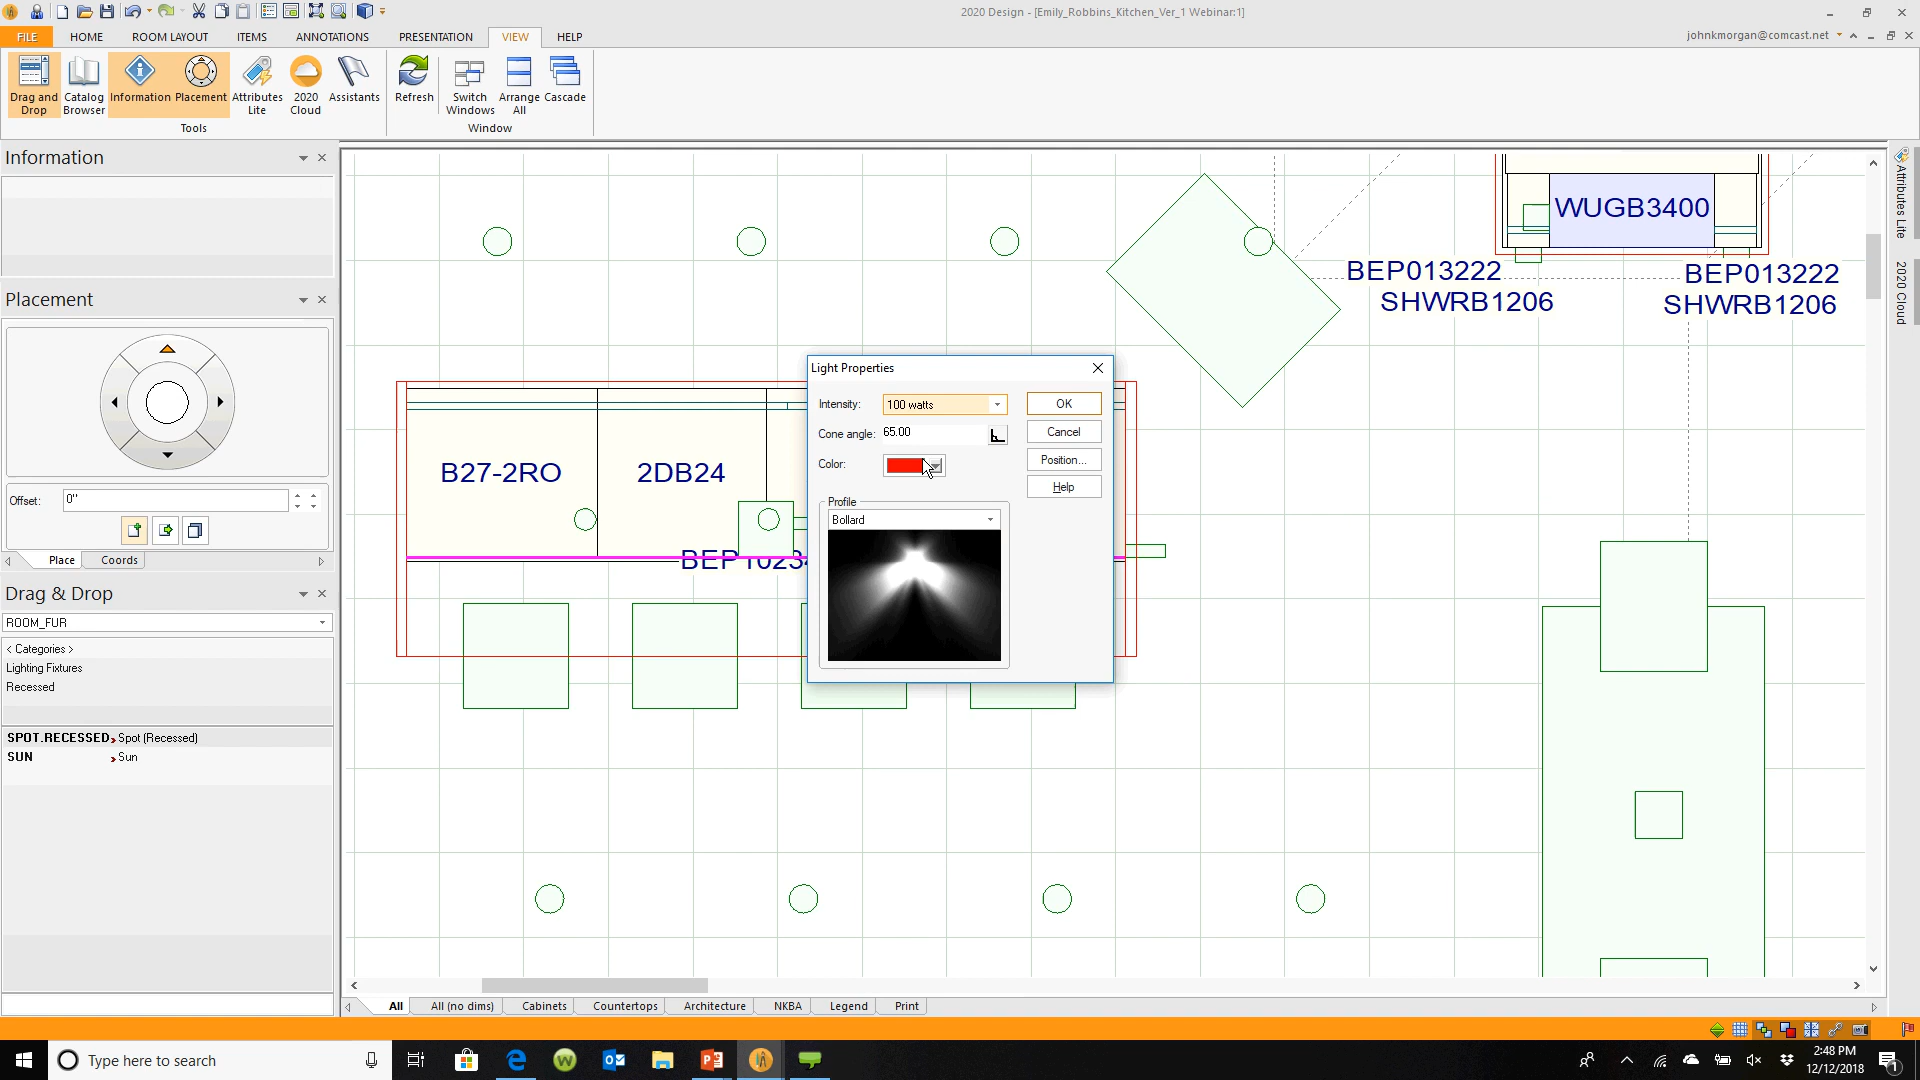 2020 Design - [Emily_Robbins_Kitchen_Ver_1 Webinar:1]
FILE HOME ROOM LAYOUT ITEMS ANNOTATIONS PRESENTATION VIEW HELP
johnkmorgan@comcast.net
Drag and Drop
Catalog Browser
Information
Placement
Attributes Lite
2020 Cloud
Assistants
Refresh
Switch Windows
Arrange All
Cascade
Tools
Window
Information
Placement
Offset: 0"
Place Coords
Drag & Drop
ROOM_FUR
< Categories >
Lighting Fixtures
Recessed
SPOT.RECESSED Spot (Recessed)
SUN Sun
WUGB3400
BEP013222
SHWRB1206
BEP013222
SHWRB1206
B27-2RO
2DB24
Light Properties
Intensity: 100 watts
Cone angle: 65.00
Color:
OK
Cancel
Position...
Help
Profile
Bollard
Attributes Lite
2020 Cloud
All All (no dims) Cabinets Countertops Architecture NKBA Legend Print
Type here to search
2:48 PM
12/12/2018
1